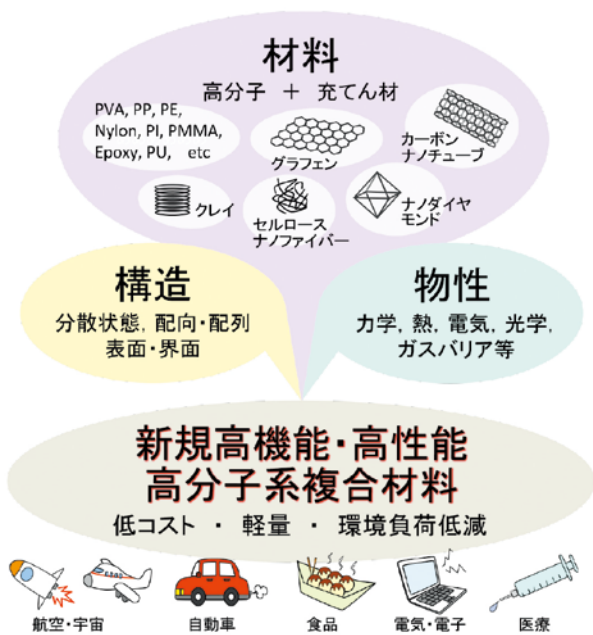 材料
高分子 + 充てん材
PVA, PP, PE,
Nylon, PI, PMMA,
Epoxy, PU, etc
グラフェン
カーボン
ナノチューブ
クレイ
セルロース
ナノファイバー
ナノダイヤ
モンド
構造
分散状態, 配向・配列
表面・界面
物性
力学, 熱, 電気, 光学,
ガスバリア等
新規高機能・高性能
高分子系複合材料
低コスト ・ 軽量 ・ 環境負荷低減
航空・宇宙
自動車
食品
電気・電子
医療